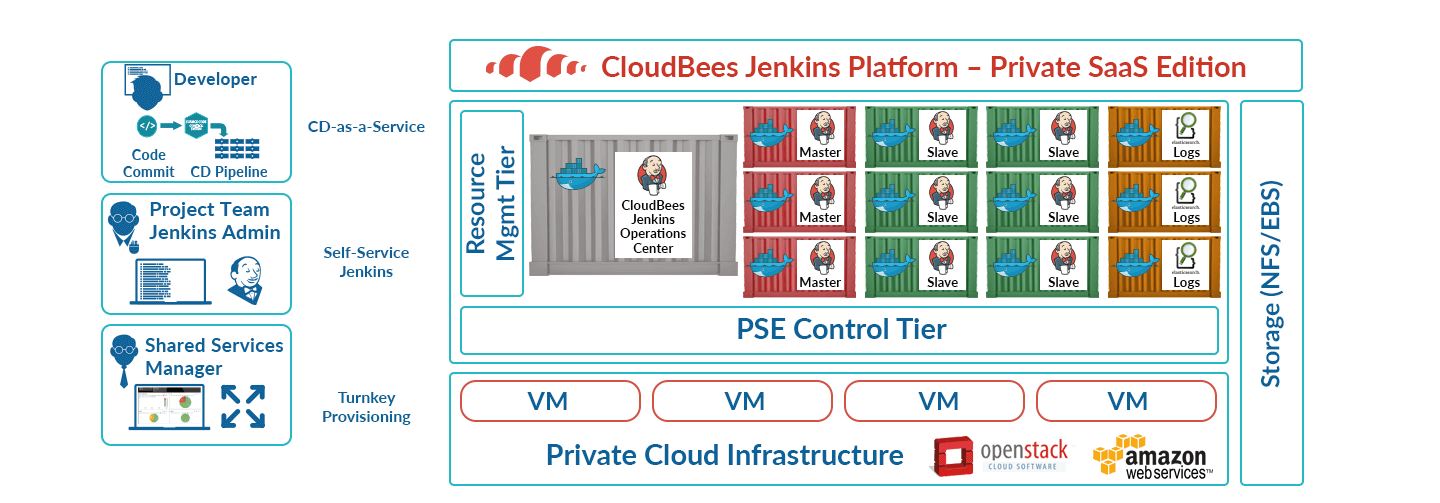 CloudBees Jenkins Platform – Private SaaS Edition
Developer
</>
Code
Commit
CD Pipeline
CD-as-a-Service
Project Team
Jenkins Admin
Self-Service
Jenkins
Shared Services
Manager
Turnkey
Provisioning
Resource
Mgmt Tier
CloudBees
Jenkins
Operations
Center
Master
Slave
Slave
elasticsearch.
Logs
Master
Slave
Slave
elasticsearch.
Logs
Master
Slave
Slave
elasticsearch.
Logs
PSE Control Tier
VM
VM
VM
VM
Private Cloud Infrastructure
openstack
CLOUD SOFTWARE
amazon
web services™
Storage (NFS/EBS)